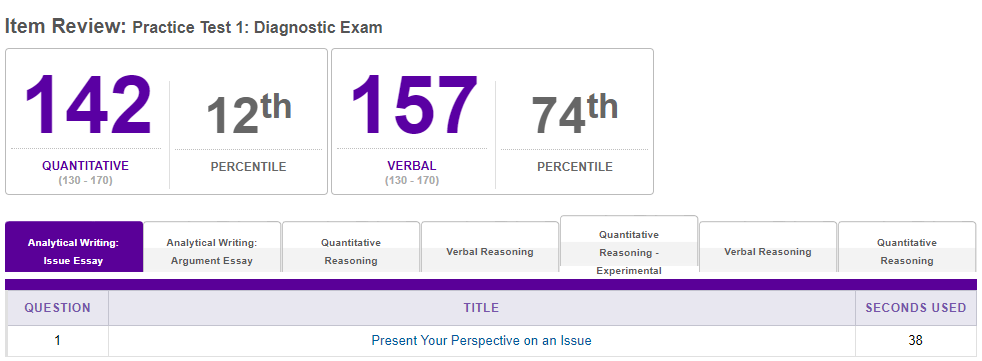 Item Review: Practice Test 1: Diagnostic Exam
142 12th 157 74th
QUANTITATIVE PERCENTILE VERBAL PERCENTILE
(130 - 170) (130 - 170)
Analytical Writing: Issue Essay
Analytical Writing: Argument Essay
Quantitative Reasoning
Verbal Reasoning
Quantitative Reasoning - Experimental
Verbal Reasoning
Quantitative Reasoning
QUESTION TITLE SECONDS USED
1 Present Your Perspective on an Issue 38